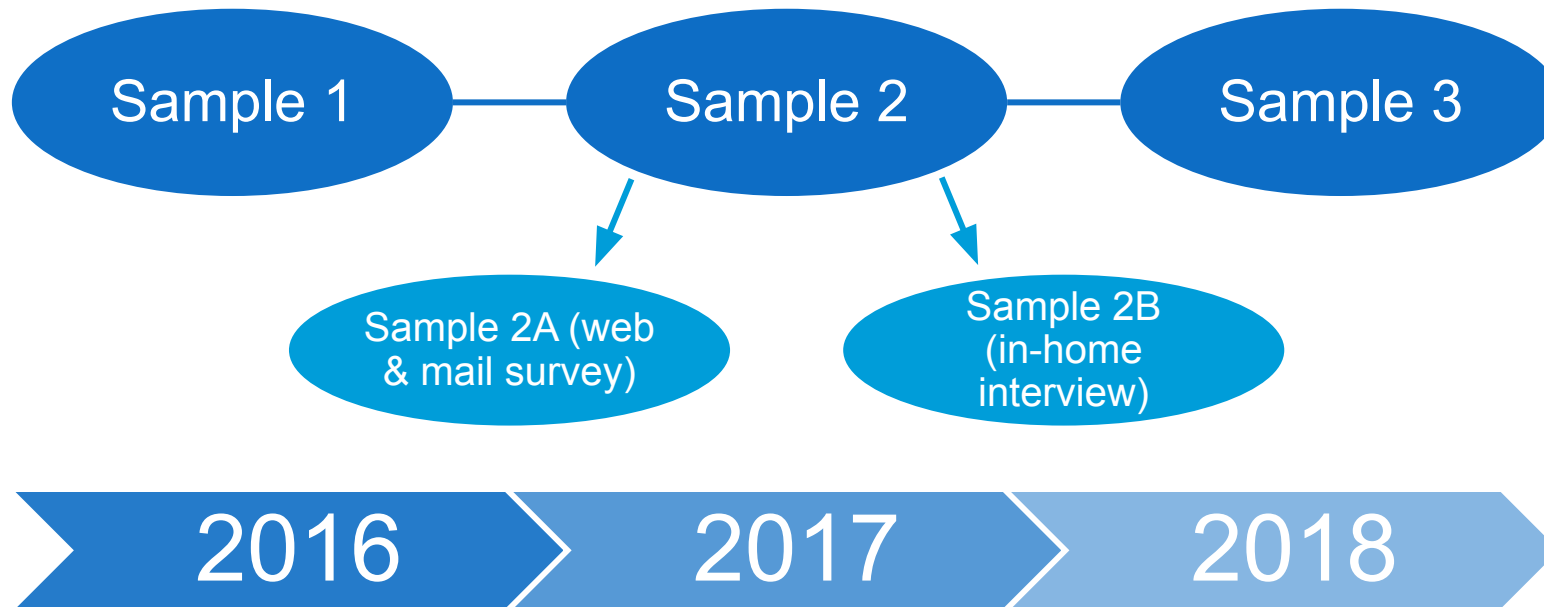 Sample 1
Sample 2
Sample 3
Sample 2A (web
& mail survey)
Sample 2B
(in-home
interview)
2016
2017
2018